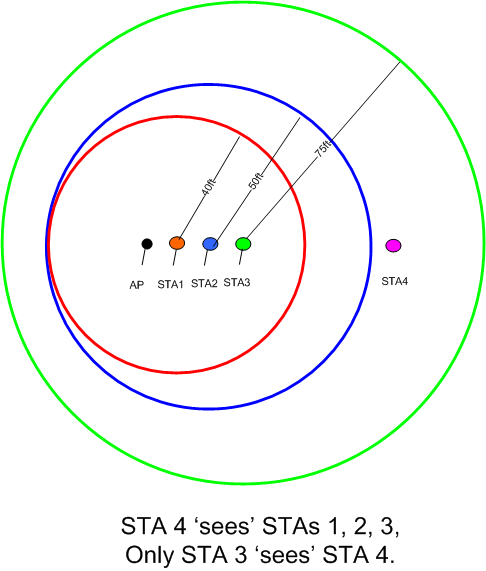 40ft
50ft
75ft
AP
STA1
STA2
STA3
STA4
STA 4 ‘sees’ STAs 1, 2, 3,
Only STA 3 ‘sees’ STA 4.